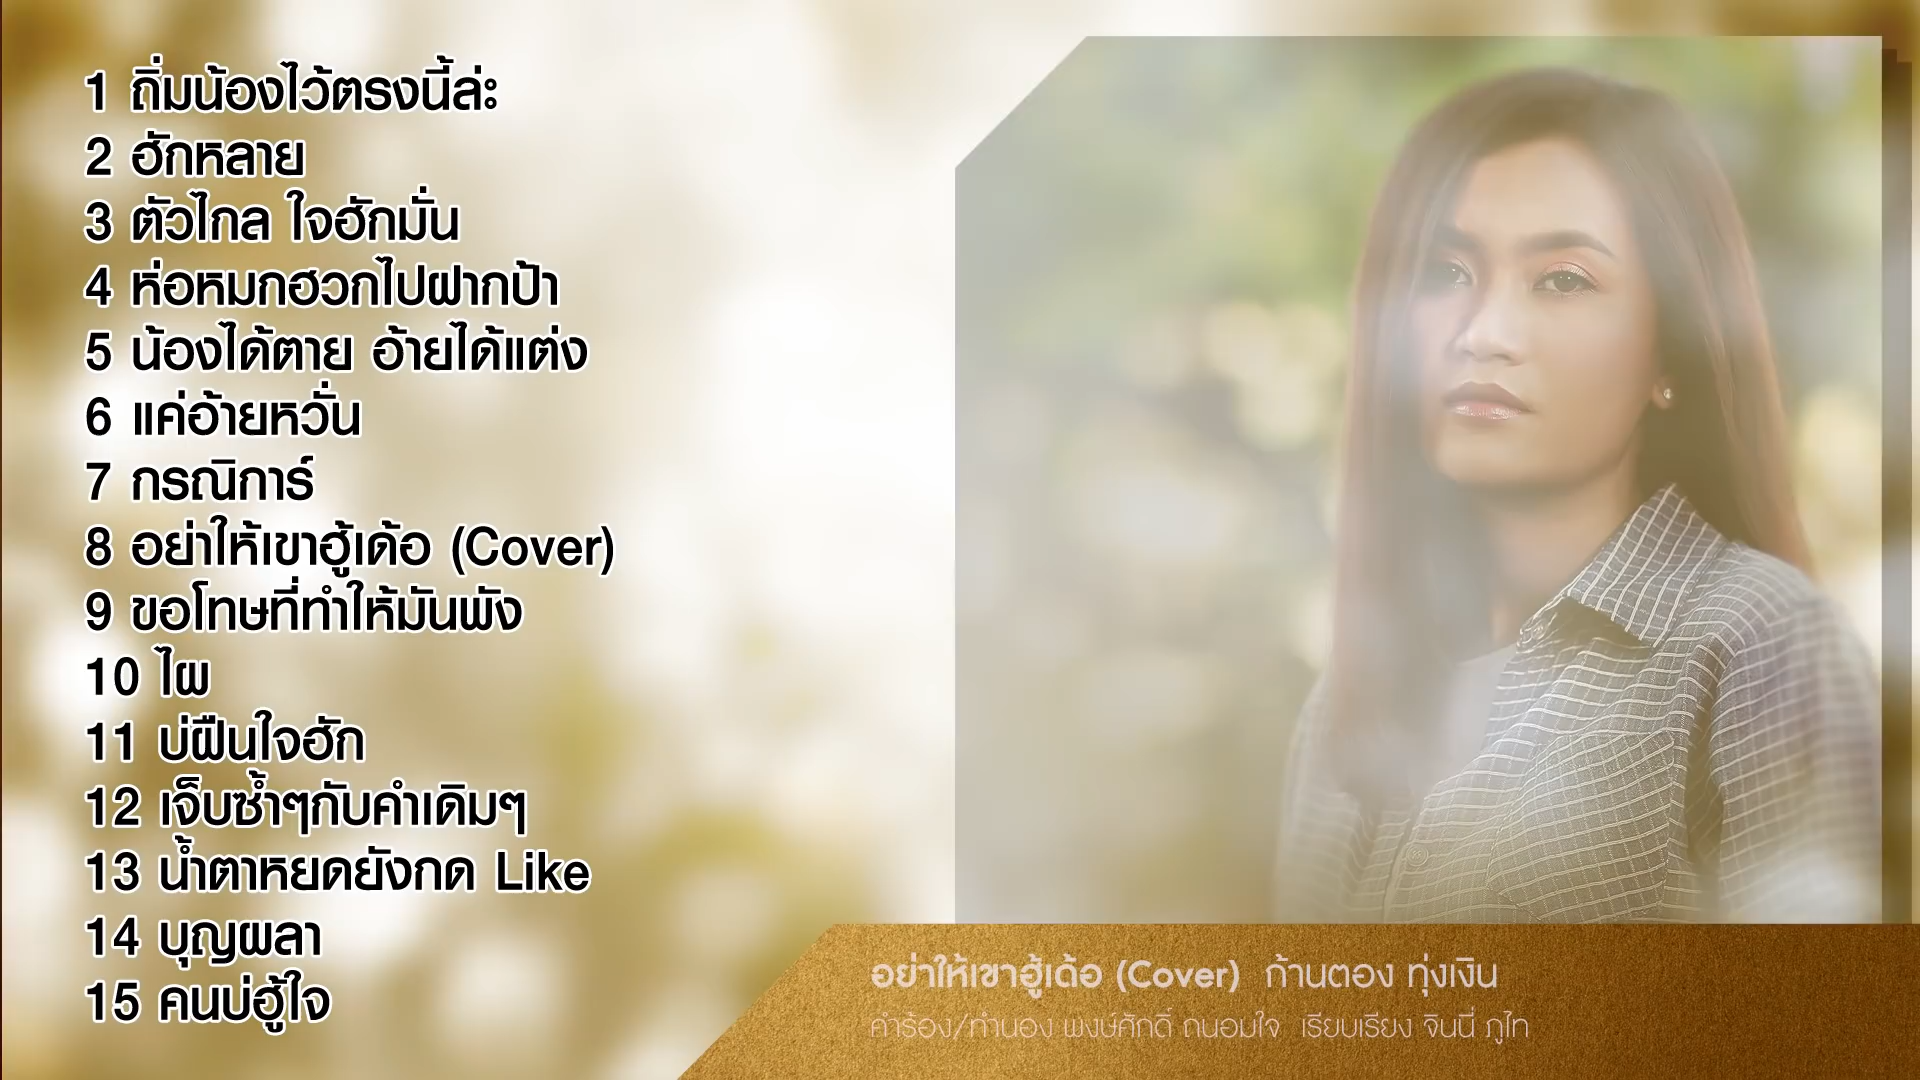 1 ถิ่มน้องไว้ตรงนี้ล่ะ
2 ฮักหลาย
3 ตัวไกล ใจฮักมั่น
4 ห่อหมกฮวกไปฝากป้า
5 น้องได้ตาย อ้ายได้แต่ง
6 แค่อ้ายหวั่น
7 กรณิการ์
8 อย่าให้เขาฮู้เด้อ (Cover)
9 ขอโทษที่ทำให้มันพัง
10 ไผ
11 บ่ฝืนใจฮัก
12 เจ็บซ้ำๆกับคำเดิมๆ
13 น้ำตาหยดยังกด Like
14 บุญผลา
15 คนบ่ฮู้ใจ
อย่าให้เขาฮู้เด้อ (Cover) ก้านตอง ทุ่งเงิน
คำร้อง/ทำนอง พงษ์ศักดิ์ ถนอมใจ เรียบเรียง จินนี่ ภูไท